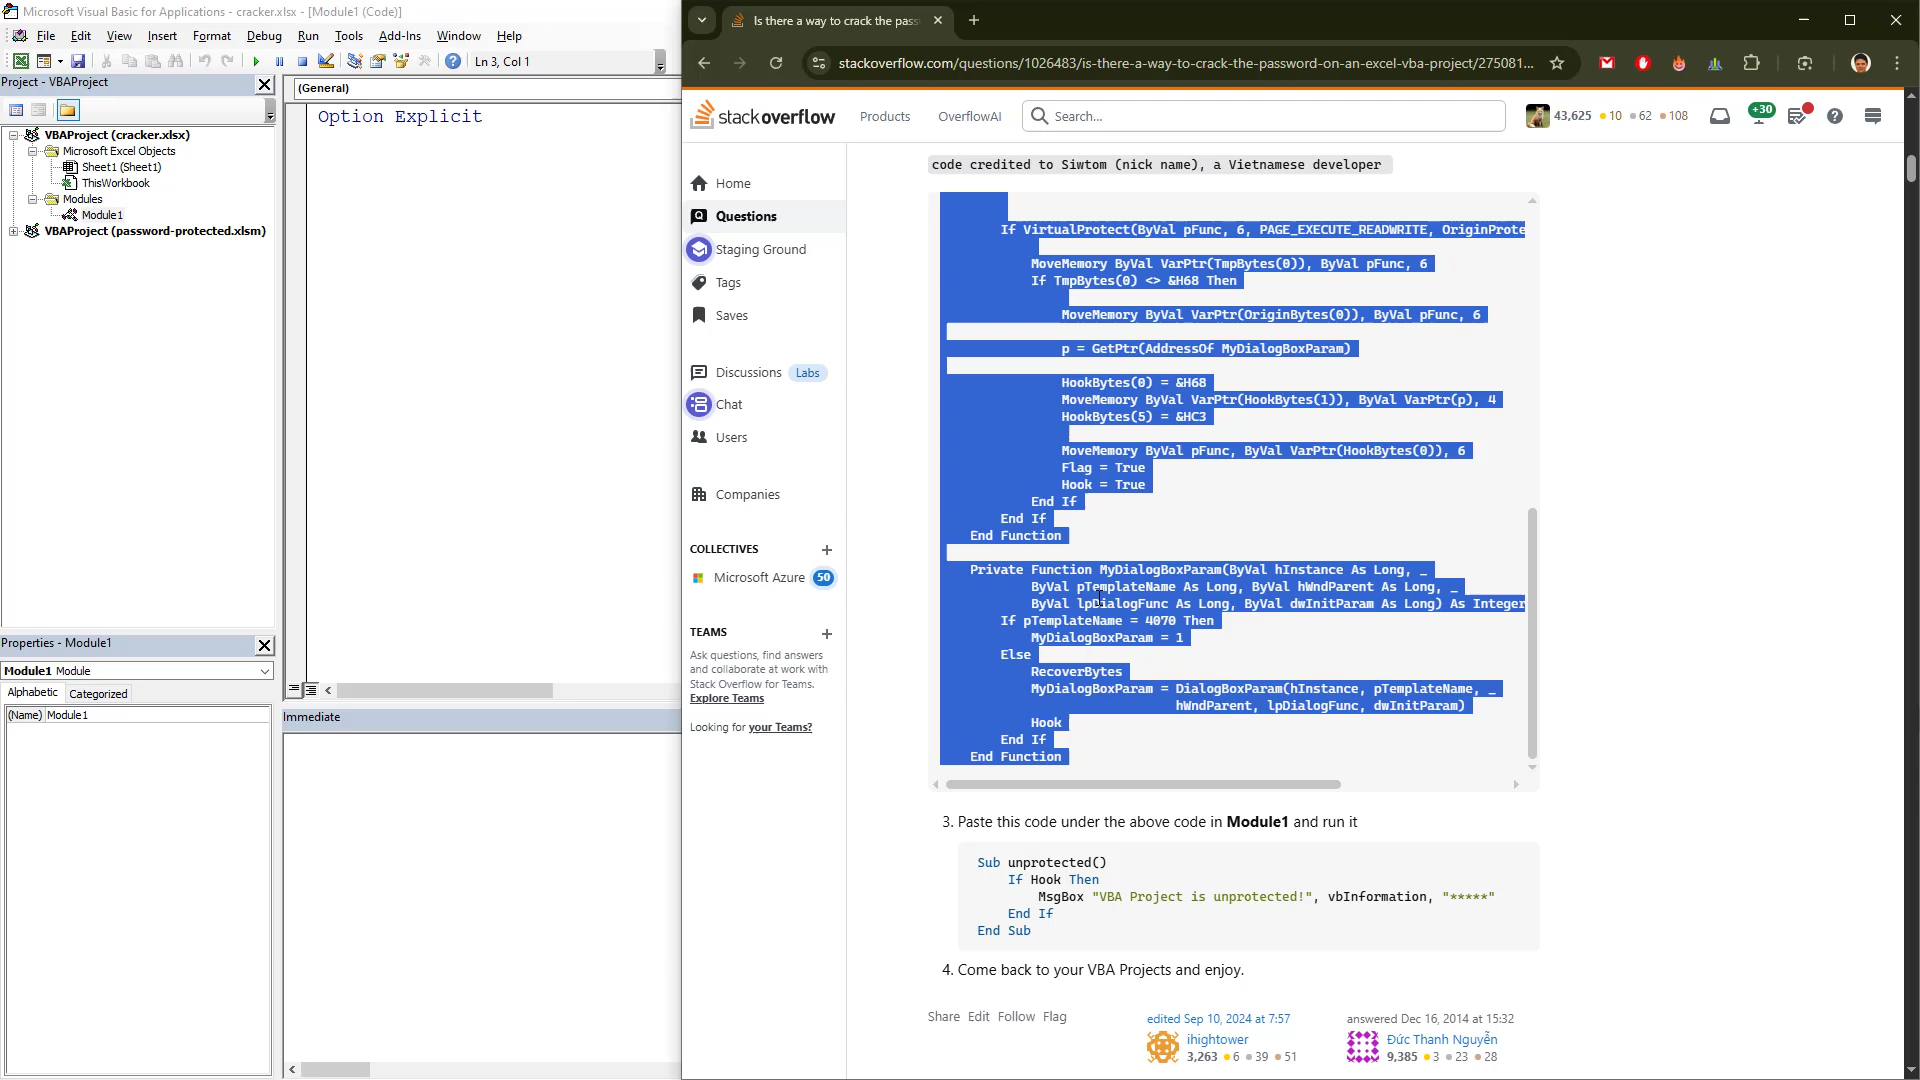 Microsoft Visual Basic for Applications - cracker.xlsx - [Module1 (Code)]
File Edit View Insert Format Debug Run Tools Add-Ins Window Help
Ln 3, Col 1
Project - VBAProject
VBAProject (cracker.xlsx)
Microsoft Excel Objects
Sheet1 (Sheet1)
ThisWorkbook
Modules
Module1
VBAProject (password-protected.xlsm)
Properties - Module1
Module1 Module
Alphabetic Categorized
(Name) Module1
(General)
Option Explicit
Immediate
Is there a way to crack the pass
stackoverflow.com/questions/1026483/is-there-a-way-to-crack-the-password-on-an-excel-vba-project/275081...
stackoverflow Products OverflowAI Search... 43,625 10 62 108 +30
Home
Questions
Staging Ground
Tags
Saves
Discussions Labs
Chat
Users
Companies
COLLECTIVES
Microsoft Azure 50
TEAMS
Ask questions, find answers
and collaborate at work with
Stack Overflow for Teams.
Explore Teams
Looking for your Teams?
code credited to Siwtom (nick name), a Vietnamese developer
If VirtualProtect(ByVal pFunc, 6, PAGE_EXECUTE_READWRITE, OriginProte
MoveMemory ByVal VarPtr(TmpBytes(0)), ByVal pFunc, 6
If TmpBytes(0) <> &H68 Then
MoveMemory ByVal VarPtr(OriginBytes(0)), ByVal pFunc, 6
p = GetPtr(AddressOf MyDialogBoxParam)
HookBytes(0) = &H68
MoveMemory ByVal VarPtr(HookBytes(1)), ByVal VarPtr(p), 4
HookBytes(5) = &HC3
MoveMemory ByVal pFunc, ByVal VarPtr(HookBytes(0)), 6
Flag = True
Hook = True
End If
End If
End Function
Private Function MyDialogBoxParam(ByVal hInstance As Long, _
ByVal pTemplateName As Long, ByVal hWndParent As Long, _
ByVal lpDialogFunc As Long, ByVal dwInitParam As Long) As Integer
If pTemplateName = 4070 Then
MyDialogBoxParam = 1
Else
RecoverBytes
MyDialogBoxParam = DialogBoxParam(hInstance, pTemplateName, _
hWndParent, lpDialogFunc, dwInitParam)
Hook
End If
End Function
3. Paste this code under the above code in Module1 and run it
Sub unprotected()
If Hook Then
MsgBox "VBA Project is unprotected!", vbInformation, "*****"
End If
End Sub
4. Come back to your VBA Projects and enjoy.
Share Edit Follow Flag
edited Sep 10, 2024 at 7:57
ihightower
3,263 6 39 51
answered Dec 16, 2014 at 15:32
Đức Thanh Nguyễn
9,385 3 23 28